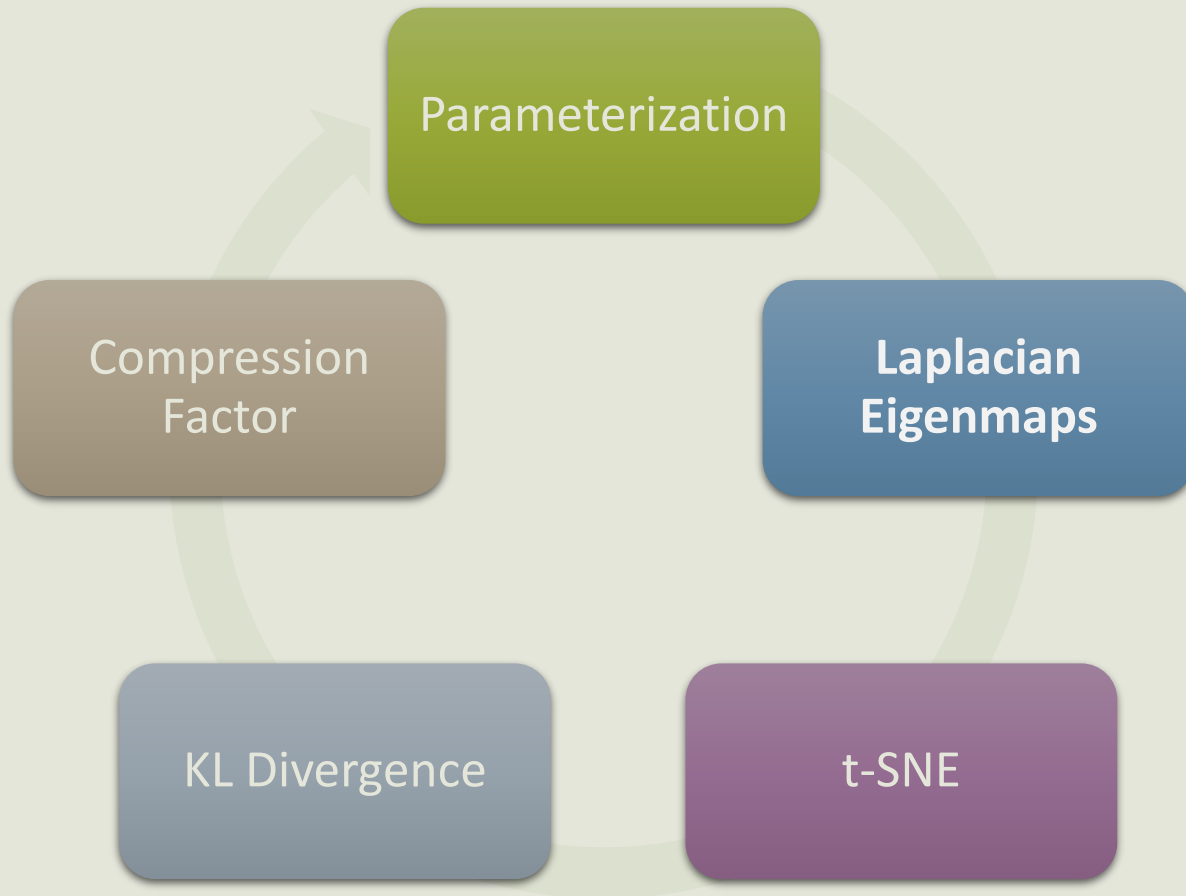 Parameterization
Laplacian
Eigenmaps
t-SNE
KL Divergence
Compression
Factor